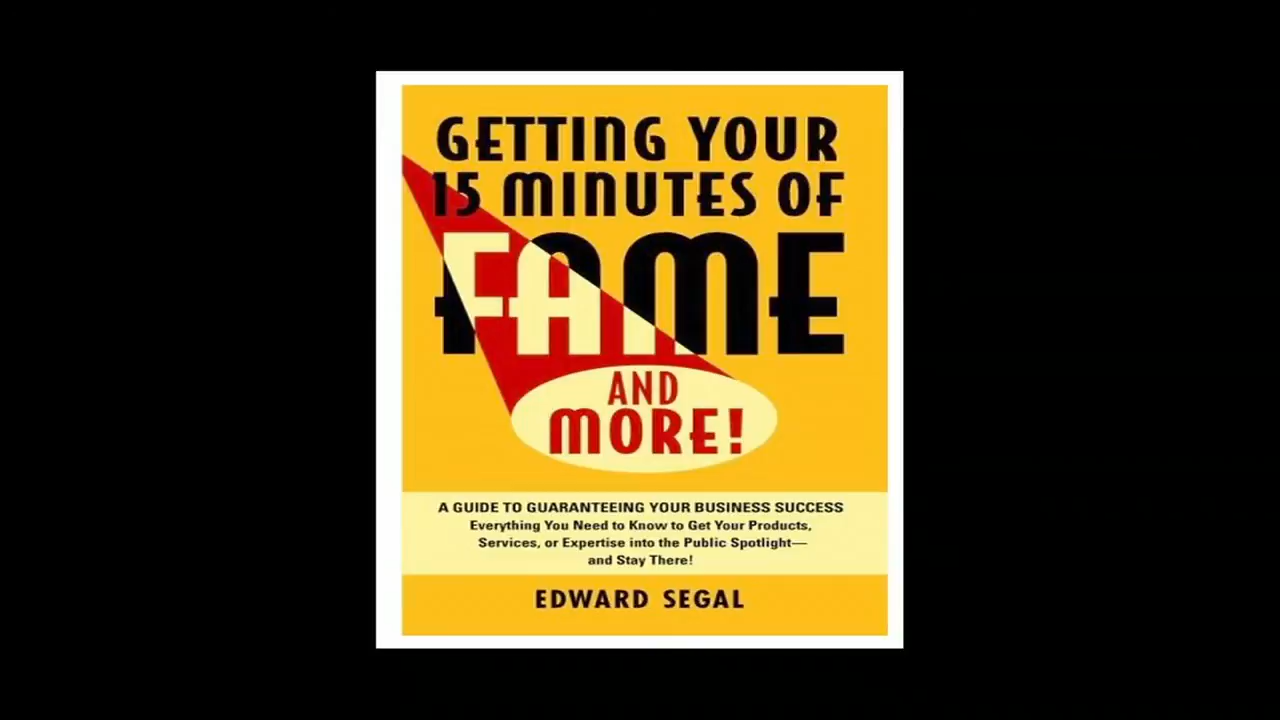 GETTING YOUR
15 MINUTES OF
FAME
AND
MORE!
A GUIDE TO GUARANTEEING YOUR BUSINESS SUCCESS
Everything You Need to Know to Get Your Products,
Services, or Expertise into the Public Spotlight—
and Stay There!
EDWARD SEGAL